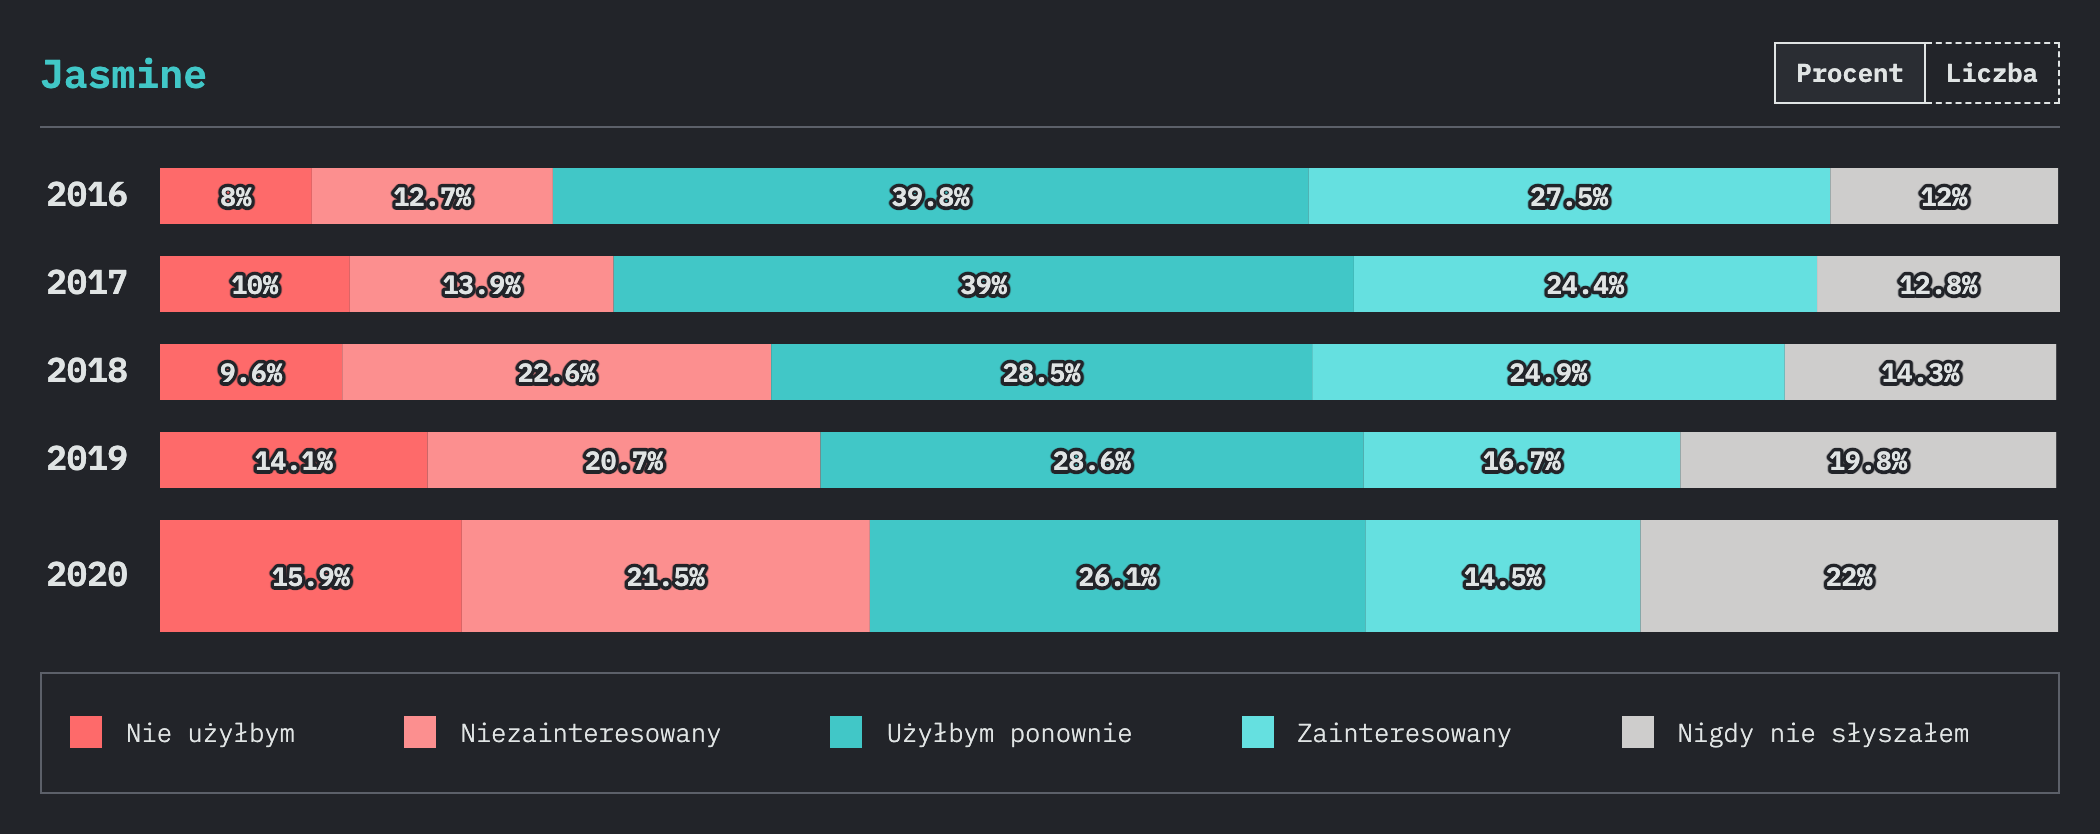 Jasmine
Procent Liczba
2016 8% 12.7% 39.8% 27.5% 12%
2017 10% 13.9% 39% 24.4% 12.8%
2018 9.6% 22.6% 28.5% 24.9% 14.3%
2019 14.1% 20.7% 28.6% 16.7% 19.8%
2020 15.9% 21.5% 26.1% 14.5% 22%
Nie użyłbym Niezainteresowany Użyłbym ponownie Zainteresowany Nigdy nie słyszałem